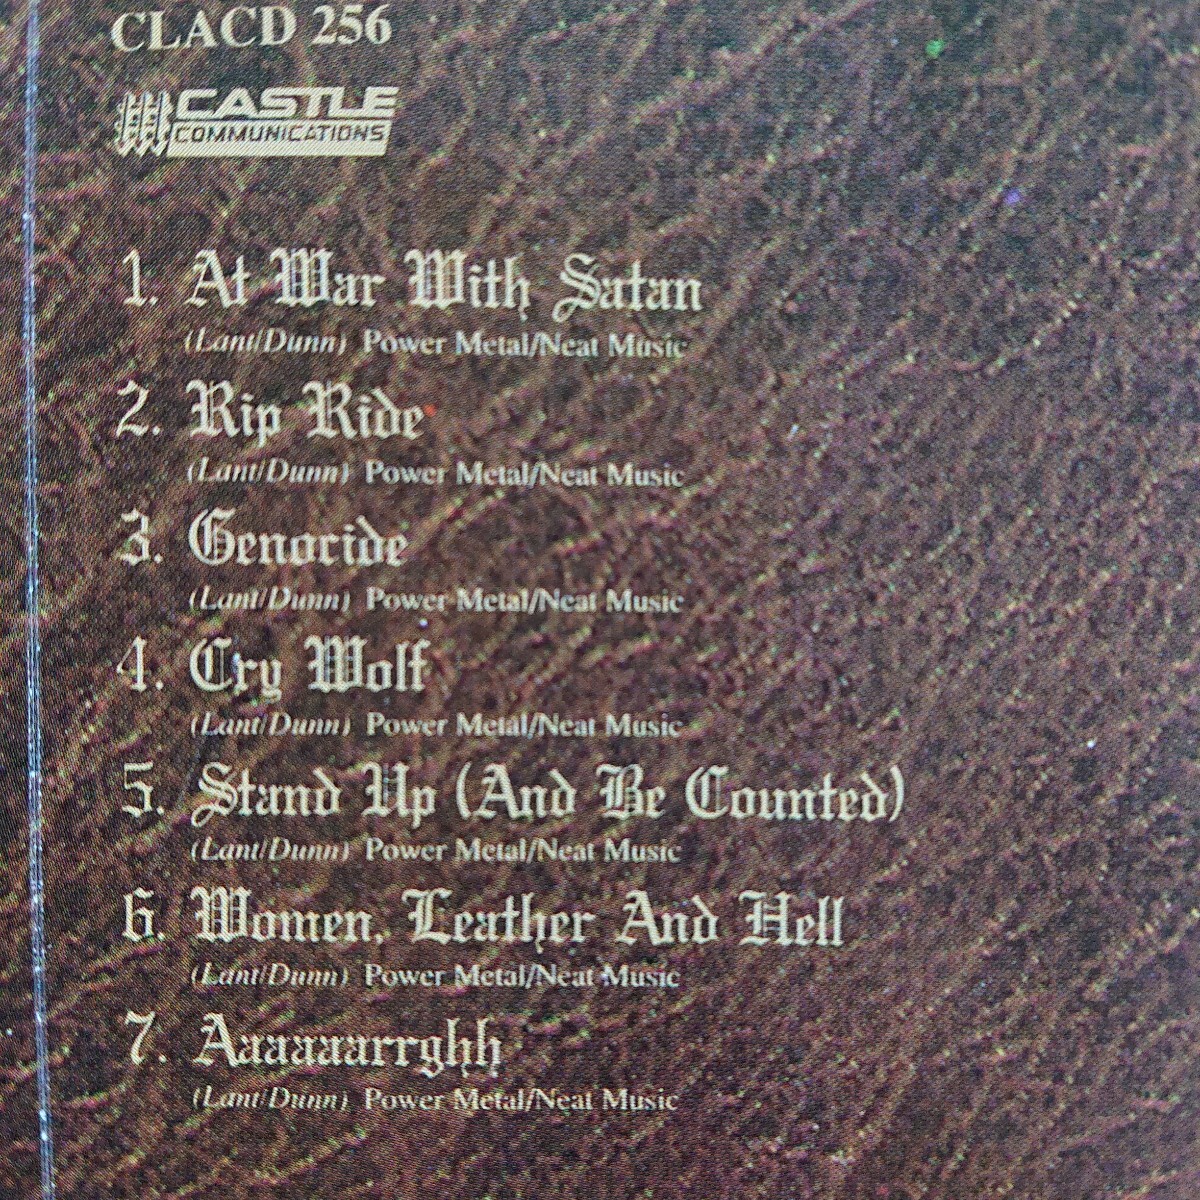 CLACD 256
CASTLE
COMMUNICATIONS
1. At War With Satan
(Lant/Dunn) Power Metal/Neat Music
2. Rip Ride
(Lant/Dunn) Power Metal/Neat Music
3. Genocide
(Lant/Dunn) Power Metal/Neat Music
4. Cry Wolf
(Lant/Dunn) Power Metal/Neat Music
5. Stand Up (And Be Counted)
(Lant/Dunn) Power Metal/Neat Music
6. Women, Leather And Hell
(Lant/Dunn) Power Metal/Neat Music
7. Aaaaaaarrghh
(Lant/Dunn) Power Metal/Neat Music